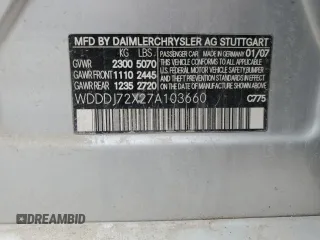 MFD BY DAIMLERCHRYSLER AG STUTTGART
KG LBS PASSENGER CAR MADE IN GERMANY 01/07
GVWR 2300 5070 THIS VEHICLE CONFORMS TO ALL APPLICABLE
GAWR FRONT 1110 2445 U.S. FEDERAL MOTOR VEHICLE SAFETY,
GAWR REAR 1235 2720 BUMPER, AND THEFT PREVENTION STANDARDS
IN EFFECT ON THE DATE OF MANUFACTURE SHOWN ABOVE.
WDDDJ72X27A103660 C775
DREAMBID